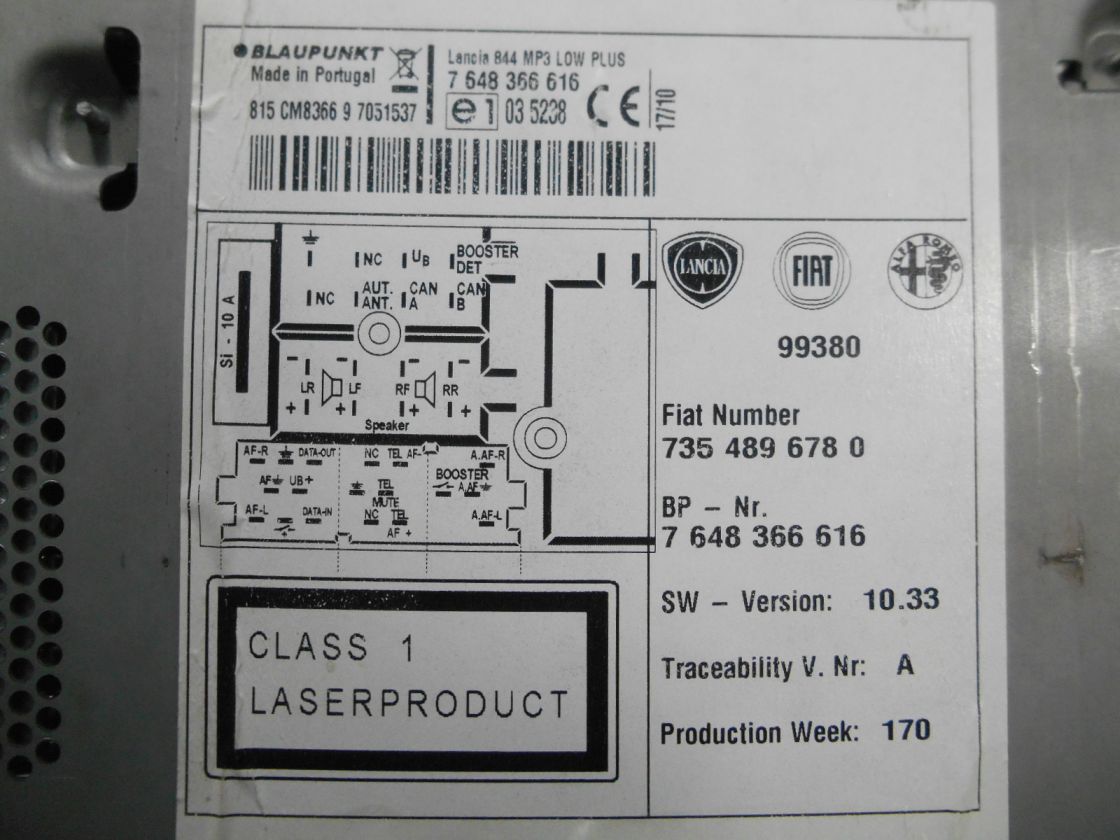 BLAUPUNKT
Made in Portugal
815 CM8366 9 7051537
Lancia 844 MP3 LOW PLUS
7 648 366 616
e1 03 5238 CE
17/10
NC UB BOOSTER DET
NC AUT. ANT. CAN A CAN B
Si - 10 A
- - - -
LR LF RF RR
+ + + +
Speaker
AF-R DATA-OUT NC TEL AF- A.AF-R
AF UB+ TEL MUTE BOOSTER A.AF
AF-L DATA-IN NC TEL AF + A.AF-L
CLASS 1
LASERPRODUCT
LANCIA FIAT ALFA ROMEO
99380
Fiat Number
735 489 678 0
BP - Nr.
7 648 366 616
SW - Version: 10.33
Traceability V. Nr: A
Production Week: 170